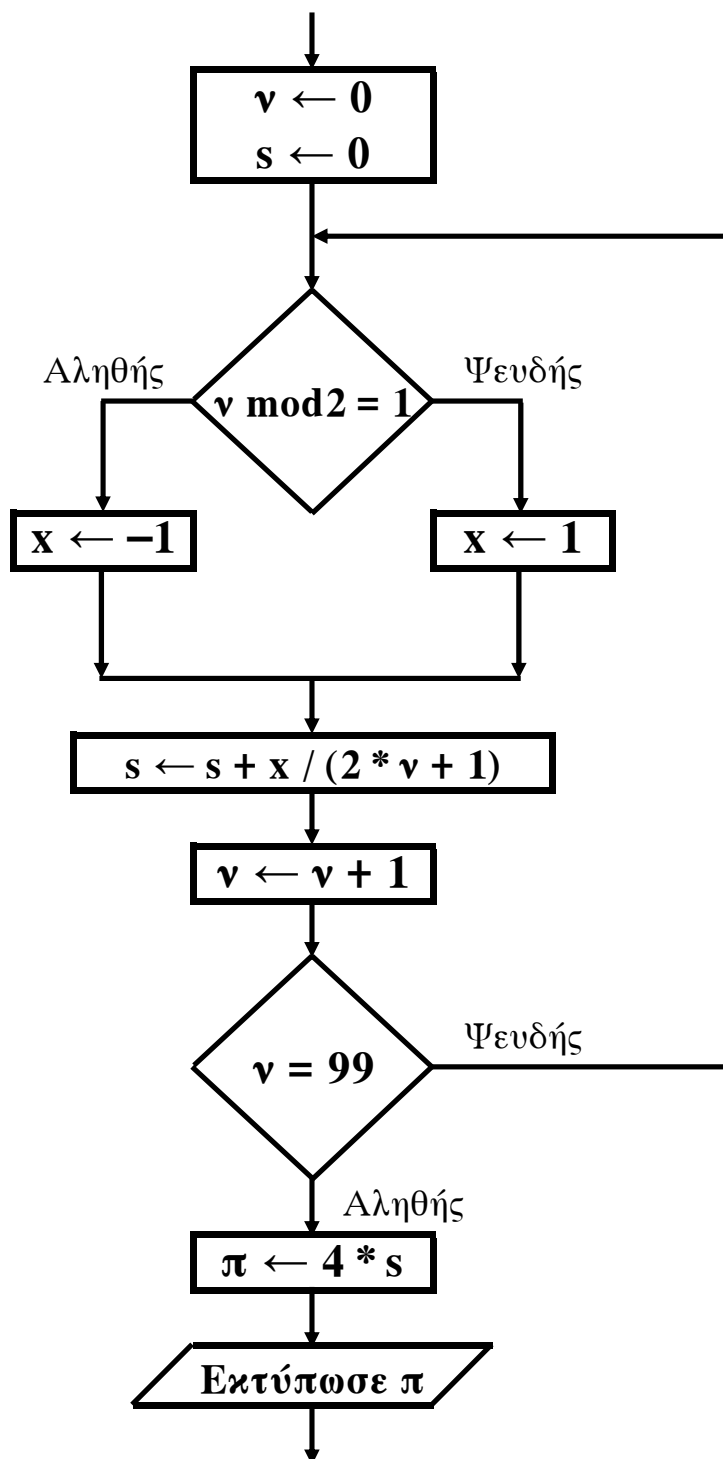 ν ← 0
s ← 0
Αληθής
Ψευδής
ν mod2 = 1
x ← −1
x ← 1
s ← s + x / (2 * ν + 1)
ν ← ν + 1
Ψευδής
ν = 99
Αληθής
π ← 4 * s
Εκτύπωσε π